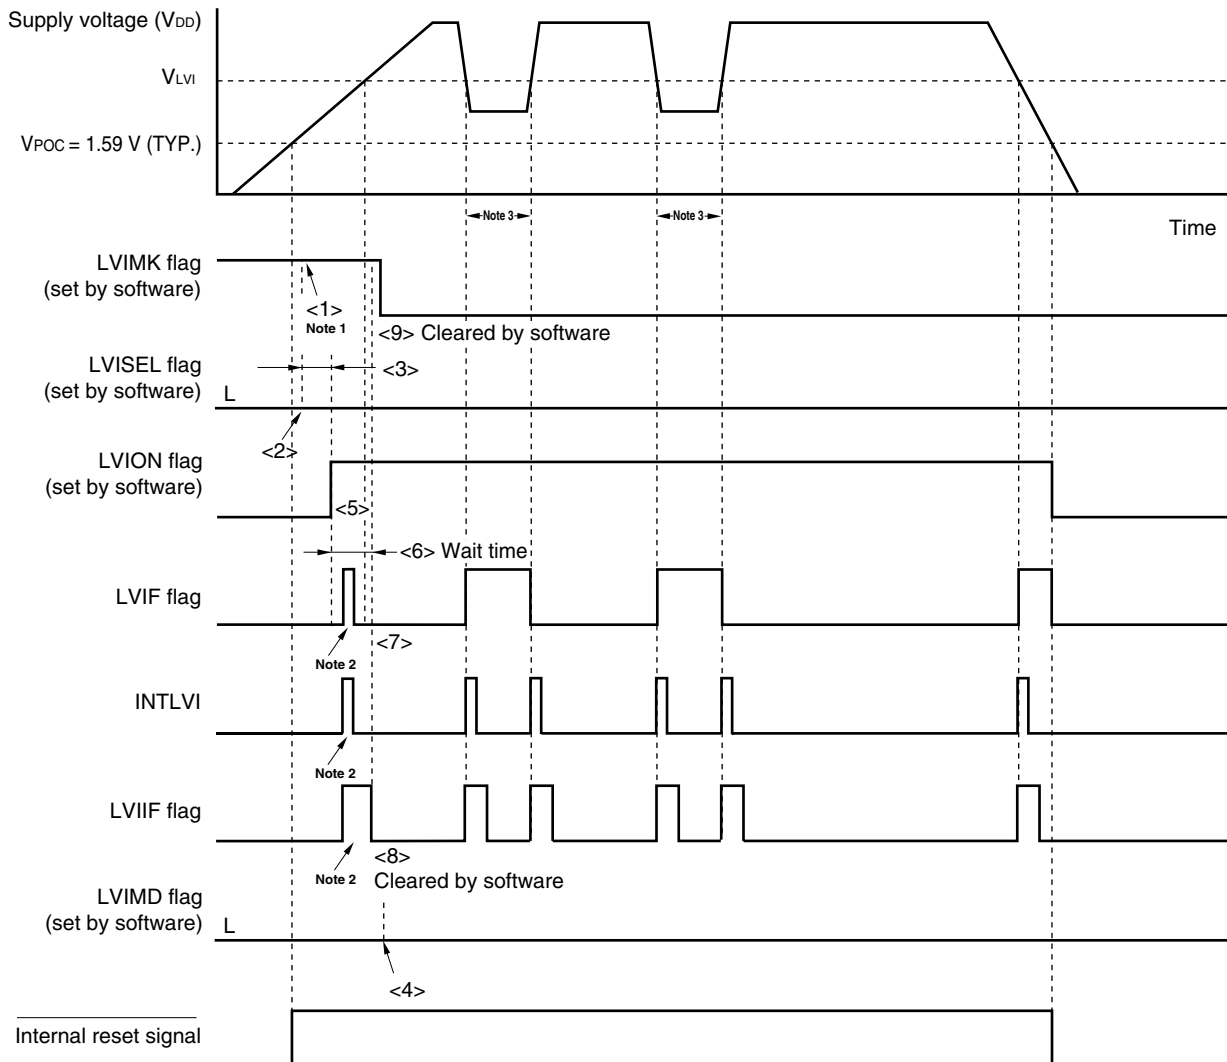 Supply voltage (VDD)
VLVI
VPOC = 1.59 V (TYP.)
Note 3
Note 3
Time
LVIMK flag
(set by software)
<1>
Note 1
<9> Cleared by software
LVISEL flag
(set by software)
L
<3>
<2>
LVION flag
(set by software)
<5>
<6> Wait time
LVIF flag
<7>
Note 2
INTLVI
Note 2
LVIIF flag
<8>
Note 2
Cleared by software
LVIMD flag
(set by software)
L
<4>
Internal reset signal